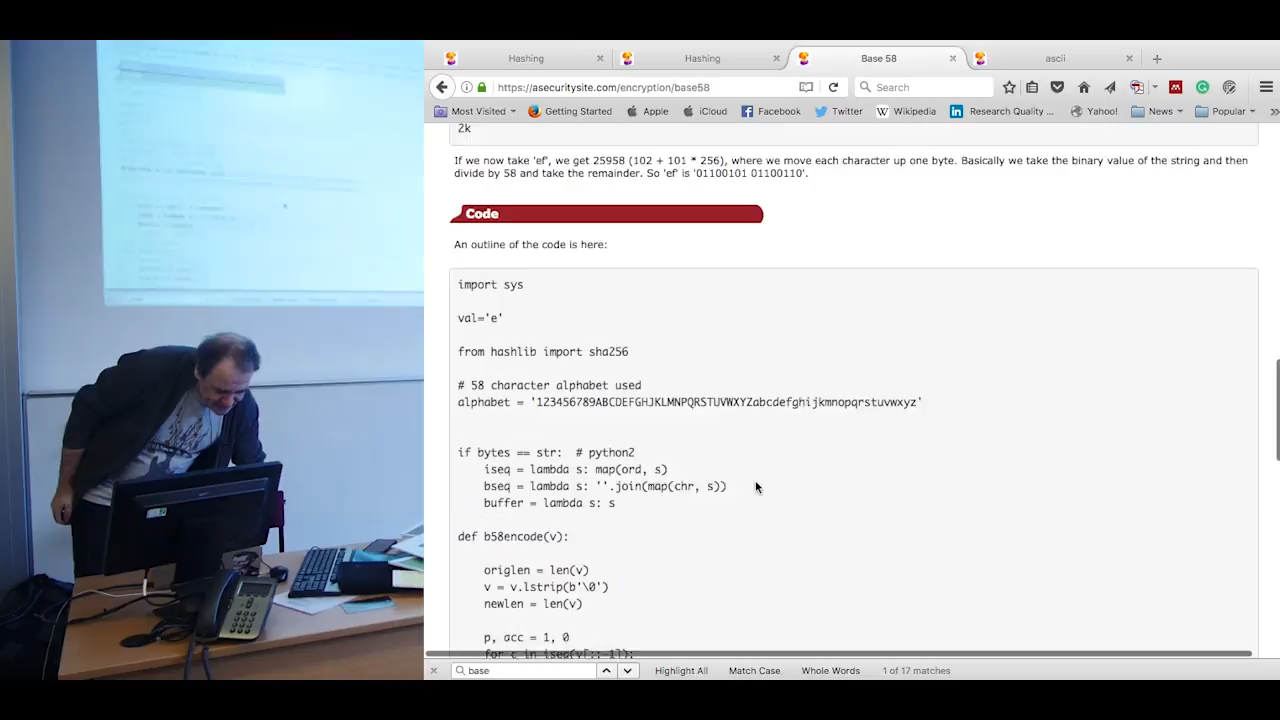 Hashing
Hashing
Base 58
ascii
https://asecuritysite.com/encryption/base58
Search
Most Visited
Getting Started
Apple
iCloud
Facebook
Twitter
Wikipedia
Research Quality ...
Yahoo!
News
Popular
2k
If we now take 'ef', we get 25958 (102 + 101 * 256), where we move each character up one byte. Basically we take the binary value of the string and then
divide by 58 and take the remainder. So 'ef' is '01100101 01100110'.
Code
An outline of the code is here:
import sys
val='e'
from hashlib import sha256
# 58 character alphabet used
alphabet = '123456789ABCDEFGHJKLMNPQRSTUVWXYZabcdefghijkmnopqrstuvwxyz'
if bytes == str:  # python2
iseq = lambda s: map(ord, s)
bseq = lambda s: ''.join(map(chr, s))
buffer = lambda s: s
def b58encode(v):
origlen = len(v)
v = v.lstrip(b'\0')
newlen = len(v)
p, acc = 1, 0
for c in iseq(v[::-1]):
base
Highlight All
Match Case
Whole Words
1 of 17 matches